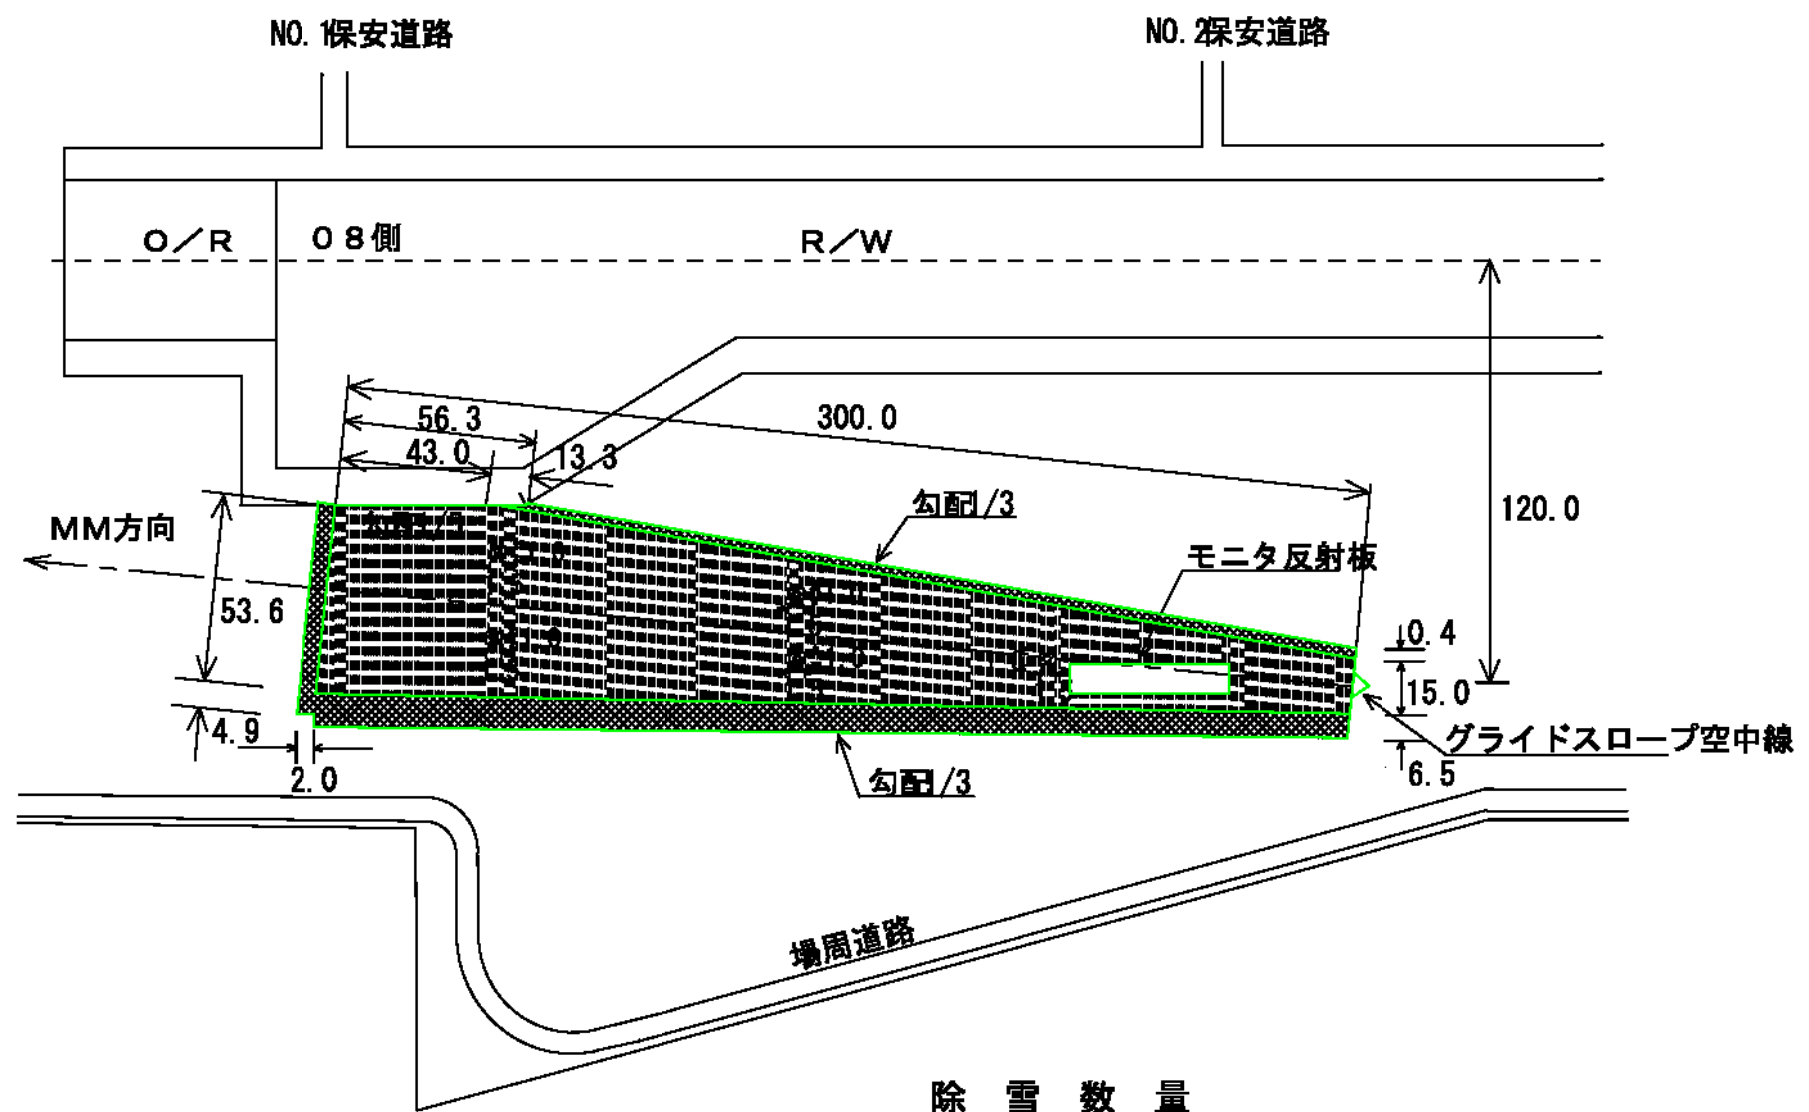 NO.1保安道路
NO.2保安道路
O/R
08側
R/W
56.3
300.0
43.0
13.3
勾配1/3
120.0
MM方向
モニタ反射板
53.6
0.4
15.0
4.9
グライドスロープ空中線
2.0
勾配1/3
6.5
場周道路
除雪数量